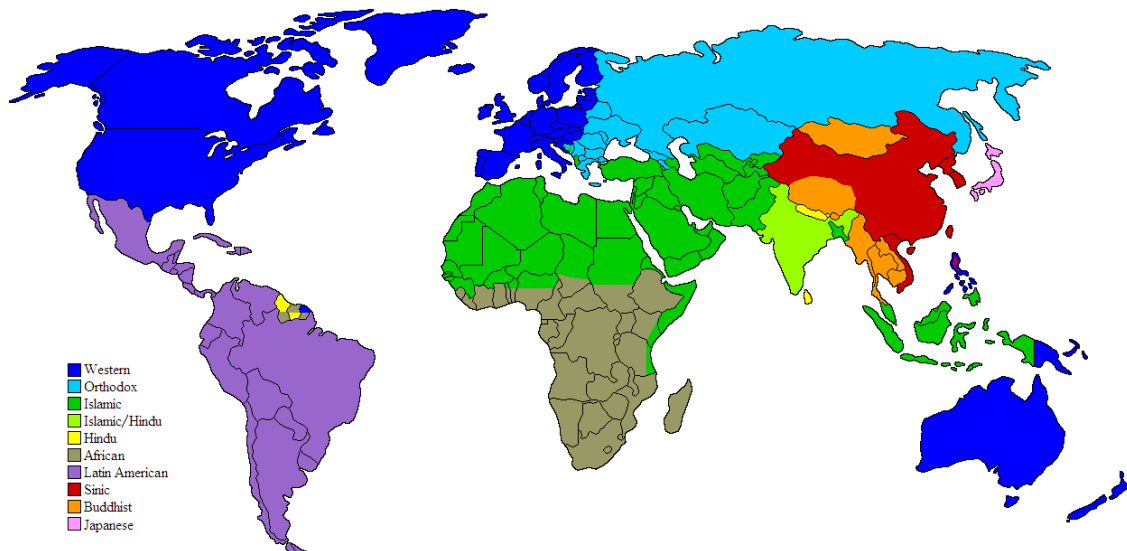 Western
Orthodox
Islamic
Islamic/Hindu
Hindu
African
Latin American
Sinic
Buddhist
Japanese